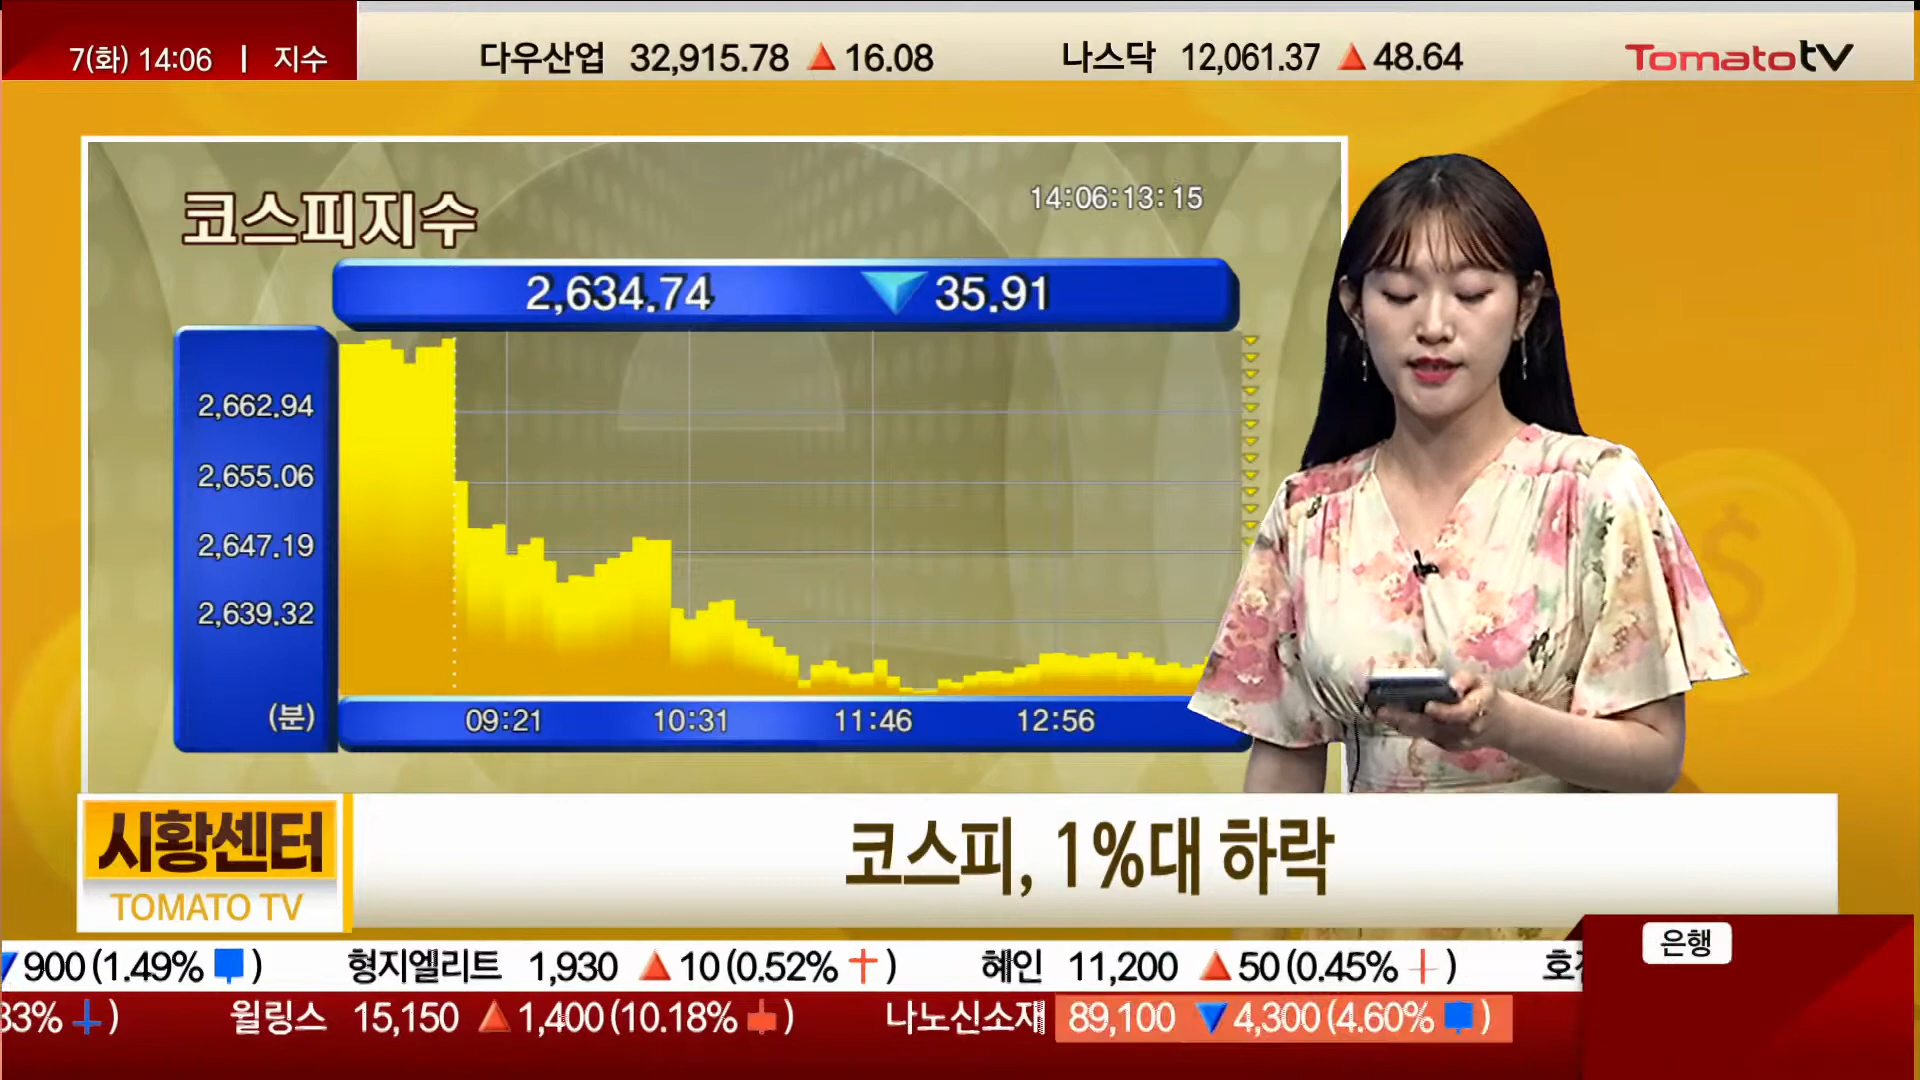 7(화) 14:06 | 지수
다우산업 32,915.78 ▲ 16.08
나스닥 12,061.37 ▲ 48.64
Tomatotv
코스피지수
14:06:13:15
2,634.74 ▼ 35.91
2,662.94
2,655.06
2,647.19
2,639.32
(분)
09:21 10:31 11:46 12:56
시황센터
TOMATO TV
코스피, 1%대 하락
은행
▼ 900 (1.49% ) 형지엘리트 1,930 ▲ 10 (0.52% ) 헤인 11,200 ▲ 50 (0.45% )
33% ) 윌링스 15,150 ▲ 1,400 (10.18% ) 나노신소재 89,100 ▼ 4,300 (4.60% )